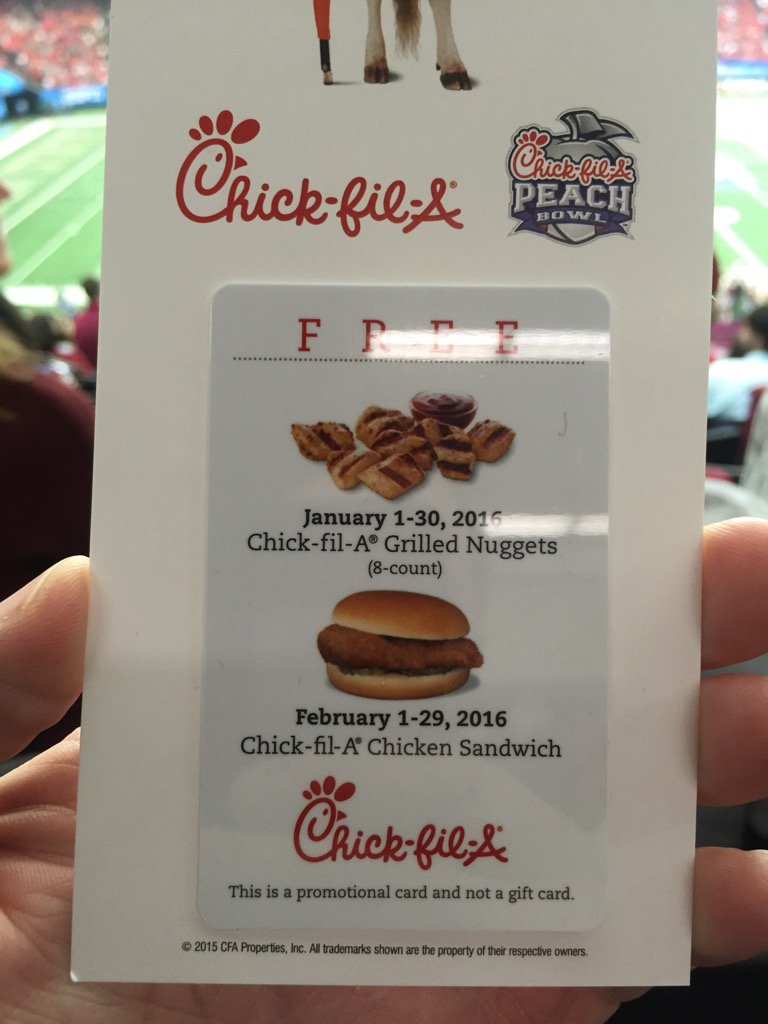 Chick-fil-A®
Chick-fil-A
PEACH
BOWL
FREE
January 1-30, 2016
Chick-fil-A® Grilled Nuggets
(8-count)
February 1-29, 2016
Chick-fil-A® Chicken Sandwich
Chick-fil-A®
This is a promotional card and not a gift card.
© 2015 CFA Properties, Inc. All trademarks shown are the property of their respective owners.